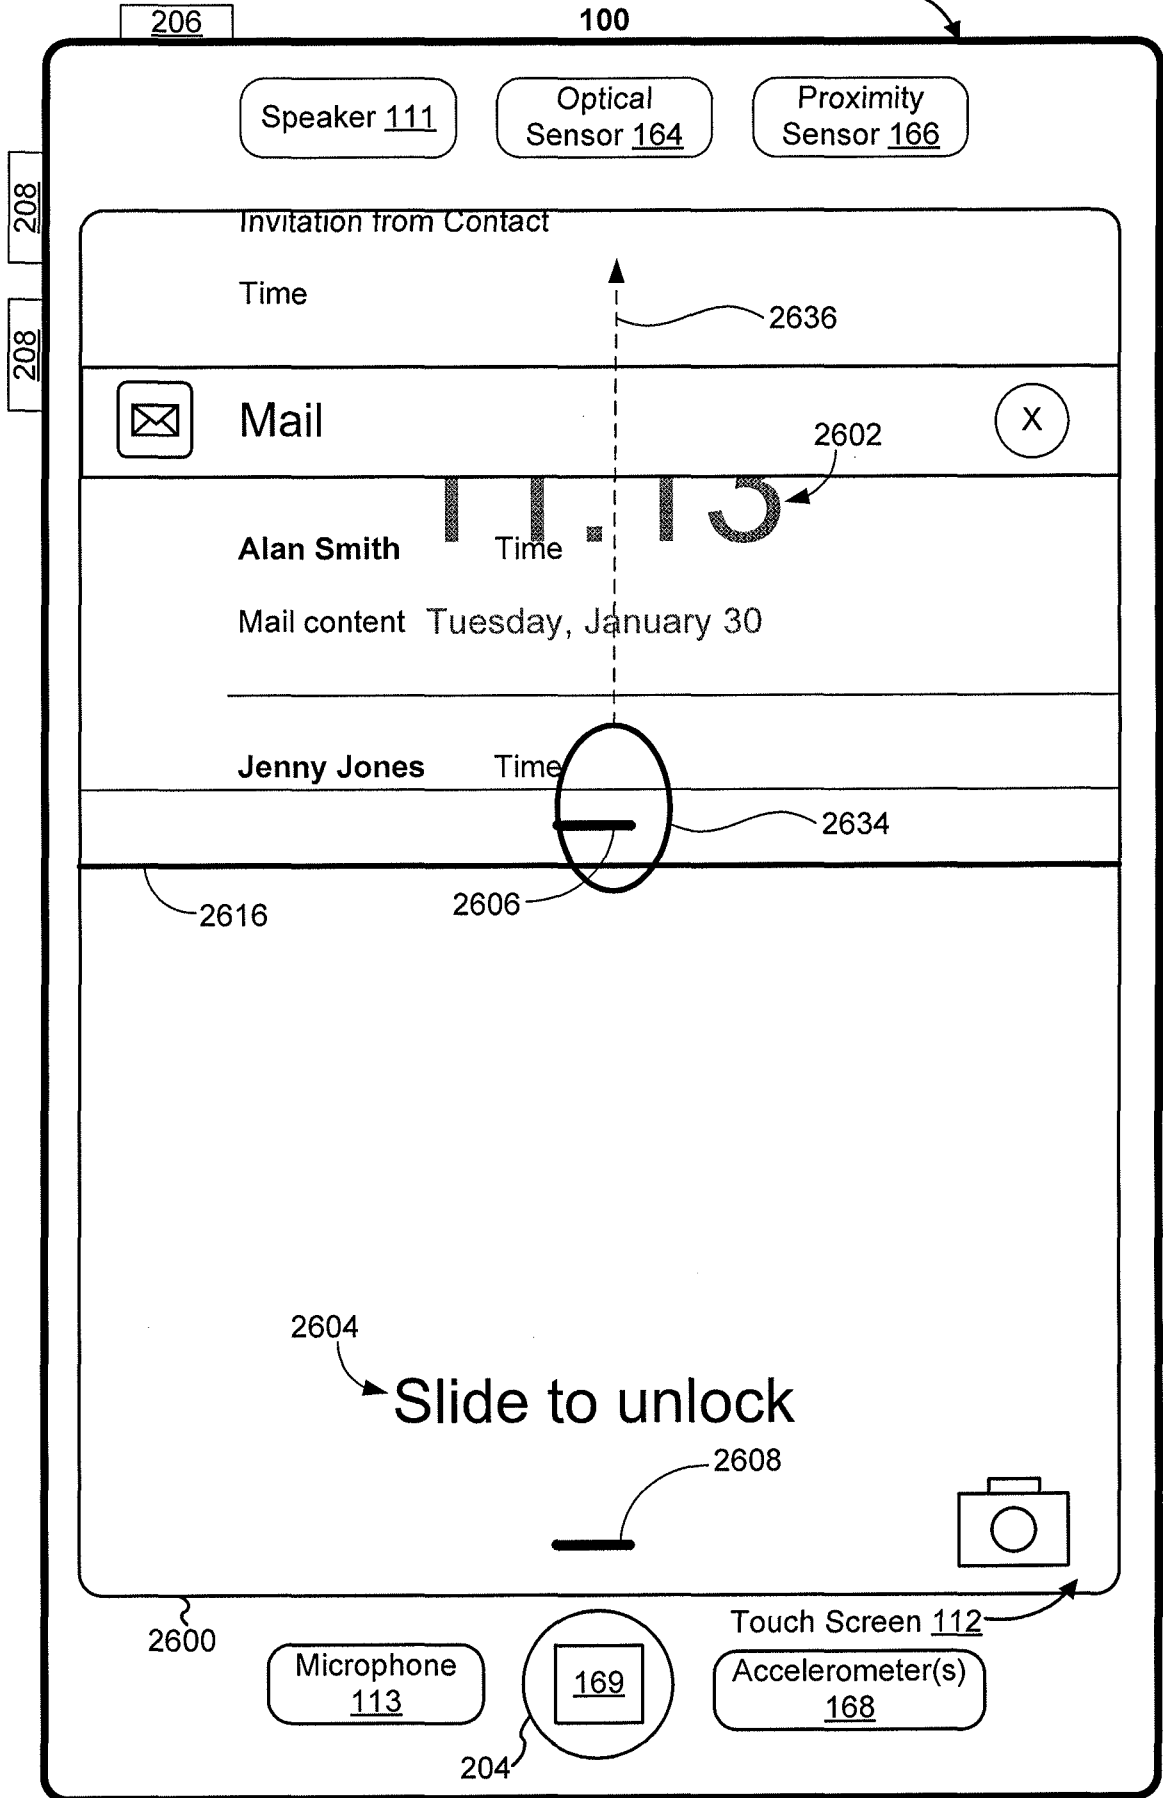 206
100
Speaker 111
Optical
Sensor 164
Proximity
Sensor 166
208
Invitation from Contact
Time
2636
208
Mail
X
2602
11:13
Alan Smith Time
Mail content Tuesday, January 30
Jenny Jones Time
2634
2606
2616
2604
Slide to unlock
2608
2600
Touch Screen 112
Microphone
113
169
Accelerometer(s)
168
204